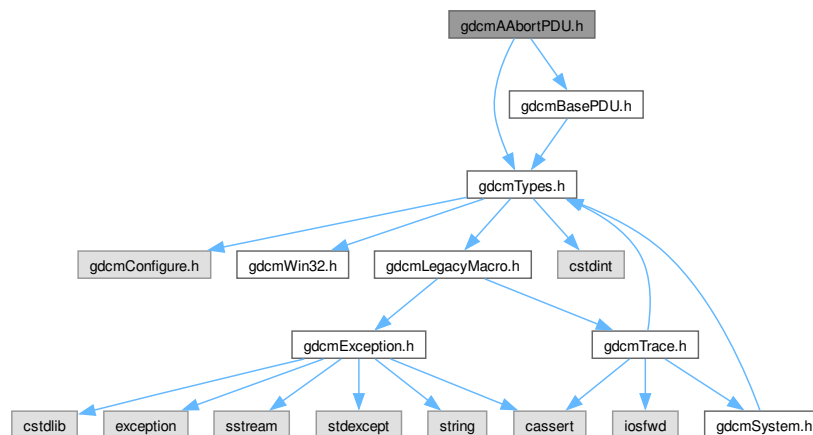 gdcmAAbortPDU.h
gdcmBasePDU.h
gdcmTypes.h
gdcmConfigure.h
gdcmWin32.h
gdcmLegacyMacro.h
cstdint
gdcmException.h
gdcmTrace.h
cstdlib
exception
sstream
stdexcept
string
cassert
iosfwd
gdcmSystem.h